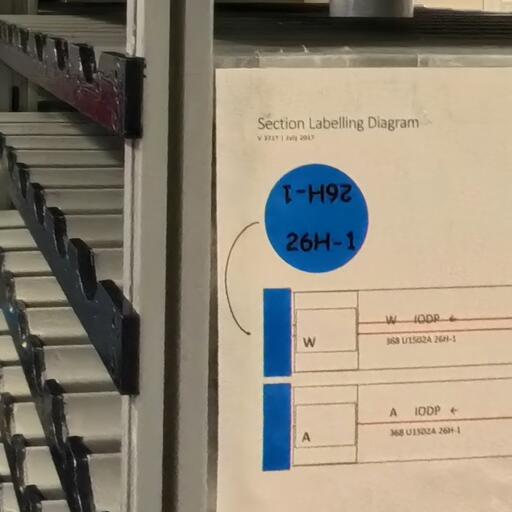 Section Labelling Diagram
V 3717 | July 2017
26H-1
26H-1
W IODP ←
368 U1502A 26H-1
W
A IODP ←
368 U1502A 26H-1
A